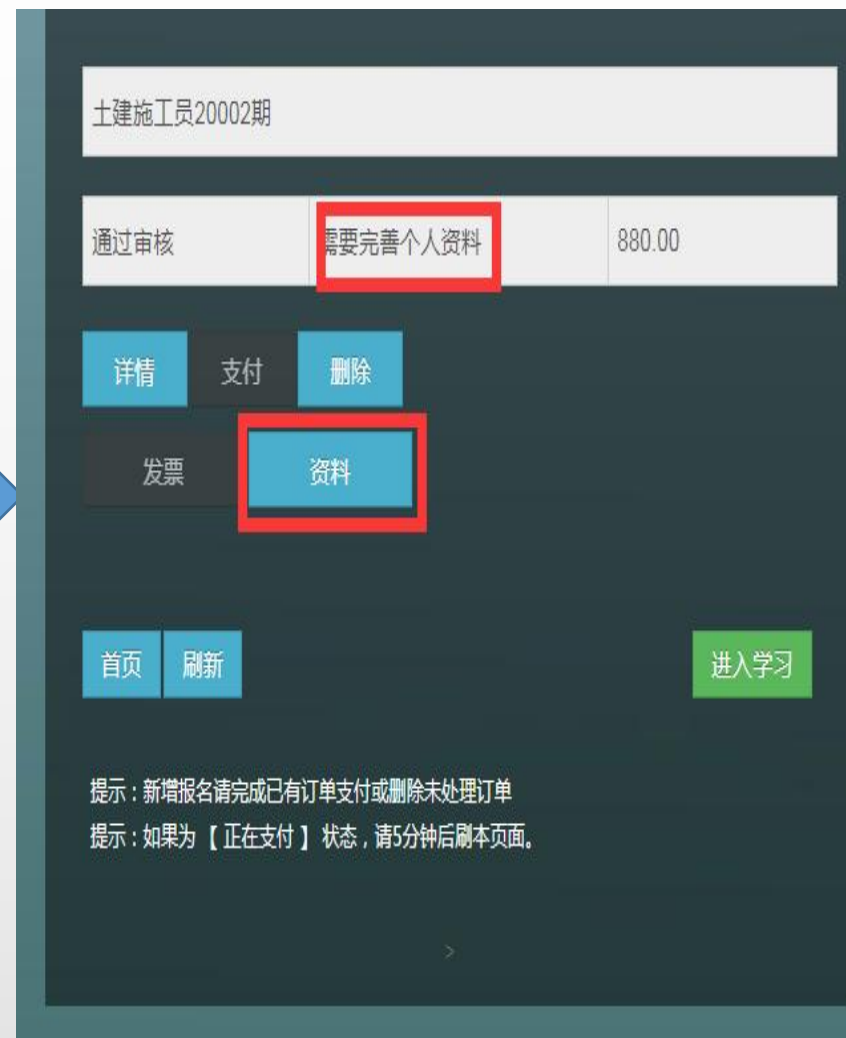 土建施工员20002期
通过审核 需要完善个人资料 880.00
详情 支付 删除
发票 资料
首页 刷新 进入学习
提示：新增报名请完成已有订单支付或删除未处理订单
提示：如果为【正在支付】状态，请5分钟后刷本页面。
>